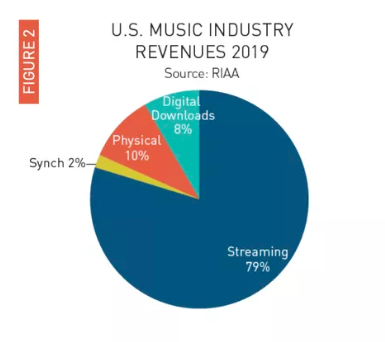 FIGURE 2
U.S. MUSIC INDUSTRY
REVENUES 2019
Source: RIAA
Digital
Downloads
8%
Physical
10%
Synch 2%
Streaming
79%